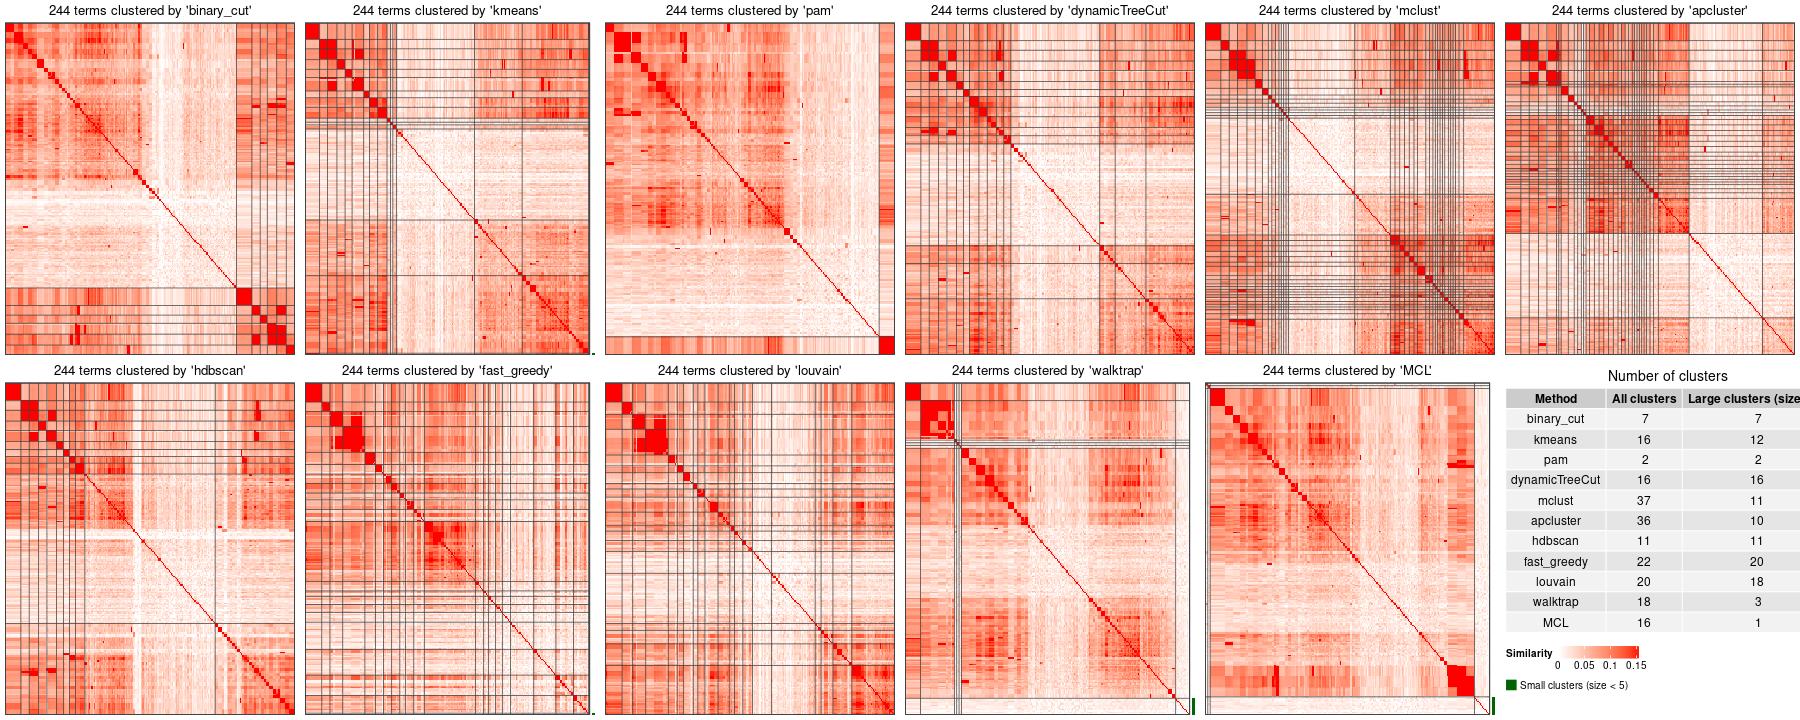 244 terms clustered by 'binary_cut'
244 terms clustered by 'kmeans'
244 terms clustered by 'pam'
244 terms clustered by 'dynamicTreeCut'
244 terms clustered by 'mclust'
244 terms clustered by 'apcluster'
244 terms clustered by 'hdbscan'
244 terms clustered by 'fast_greedy'
244 terms clustered by 'louvain'
244 terms clustered by 'walktrap'
244 terms clustered by 'MCL'
Number of clusters
Method All clusters Large clusters (size
binary_cut 7 7
kmeans 16 12
pam 2 2
dynamicTreeCut 16 16
mclust 37 11
apcluster 36 10
hdbscan 11 11
fast_greedy 22 20
louvain 20 18
walktrap 18 3
MCL 16 1
Similarity
0 0.05 0.1 0.15
Small clusters (size < 5)